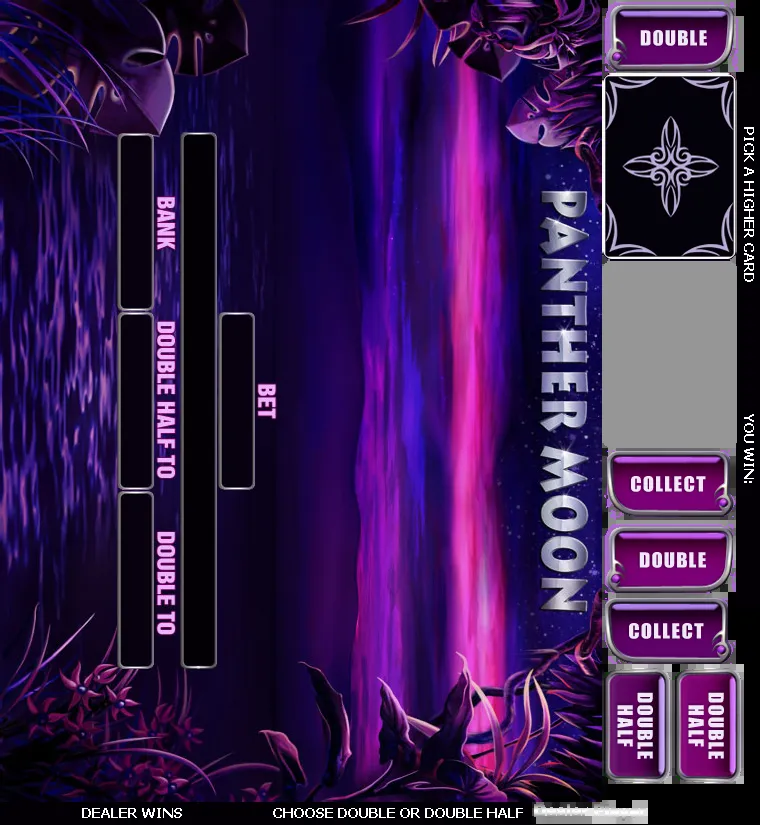 DOUBLE
PICK A HIGHER CARD
YOU WIN:
PANTHER MOON
BET
BANK
DOUBLE HALF TO
DOUBLE TO
COLLECT
DOUBLE
COLLECT
DOUBLE
HALF
DOUBLE
HALF
DEALER WINS
CHOOSE DOUBLE OR DOUBLE HALF